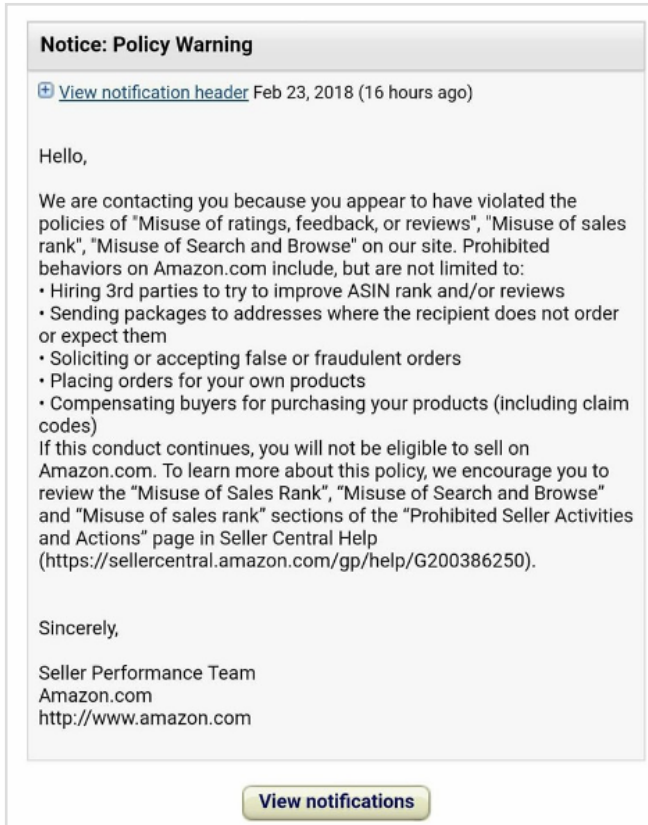 Notice: Policy Warning
View notification header Feb 23, 2018 (16 hours ago)
Hello,
We are contacting you because you appear to have violated the
policies of "Misuse of ratings, feedback, or reviews", "Misuse of sales
rank", "Misuse of Search and Browse" on our site. Prohibited
behaviors on Amazon.com include, but are not limited to:
• Hiring 3rd parties to try to improve ASIN rank and/or reviews
• Sending packages to addresses where the recipient does not order
or expect them
• Soliciting or accepting false or fraudulent orders
• Placing orders for your own products
• Compensating buyers for purchasing your products (including claim
codes)
If this conduct continues, you will not be eligible to sell on
Amazon.com. To learn more about this policy, we encourage you to
review the “Misuse of Sales Rank”, “Misuse of Search and Browse”
and “Misuse of sales rank” sections of the “Prohibited Seller Activities
and Actions” page in Seller Central Help
(https://sellercentral.amazon.com/gp/help/G200386250).
Sincerely,
Seller Performance Team
Amazon.com
http://www.amazon.com
View notifications